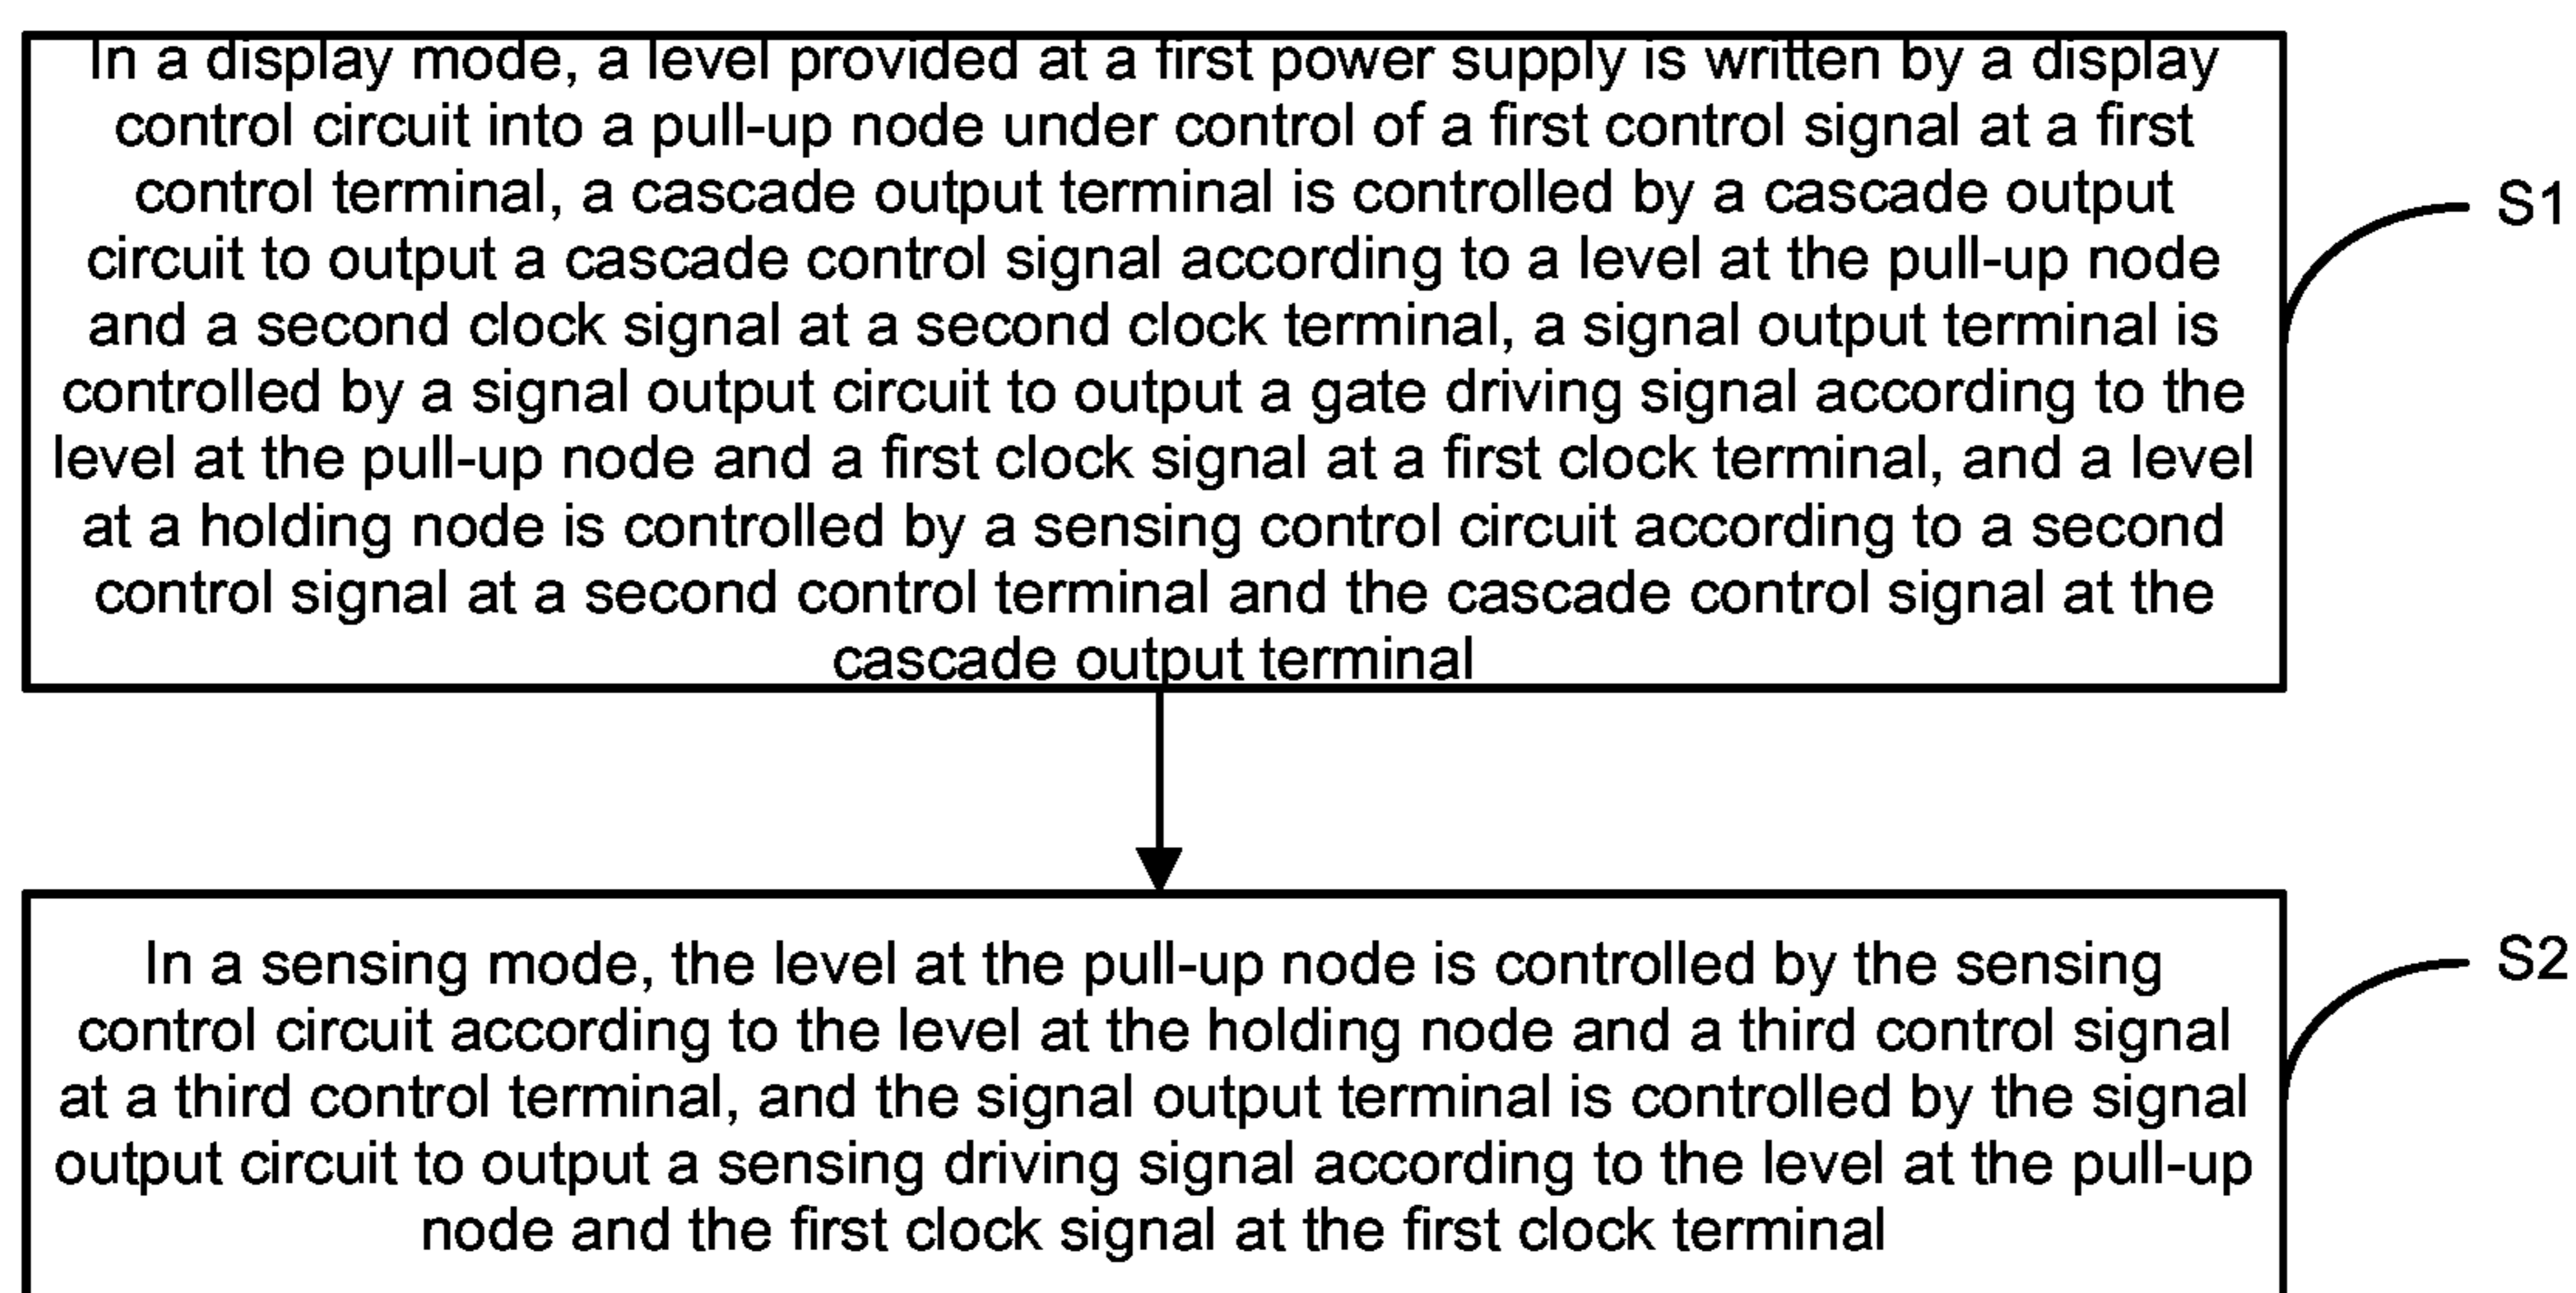 In a display mode, a level provided at a first power supply is written by a display
control circuit into a pull-up node under control of a first control signal at a first
control terminal, a cascade output terminal is controlled by a cascade output
circuit to output a cascade control signal according to a level at the pull-up node
and a second clock signal at a second clock terminal, a signal output terminal is
controlled by a signal output circuit to output a gate driving signal according to the
level at the pull-up node and a first clock signal at a first clock terminal, and a level
at a holding node is controlled by a sensing control circuit according to a second
control signal at a second control terminal and the cascade control signal at the
cascade output terminal
S1
In a sensing mode, the level at the pull-up node is controlled by the sensing
control circuit according to the level at the holding node and a third control signal
at a third control terminal, and the signal output terminal is controlled by the signal
output circuit to output a sensing driving signal according to the level at the pull-up
node and the first clock signal at the first clock terminal
S2